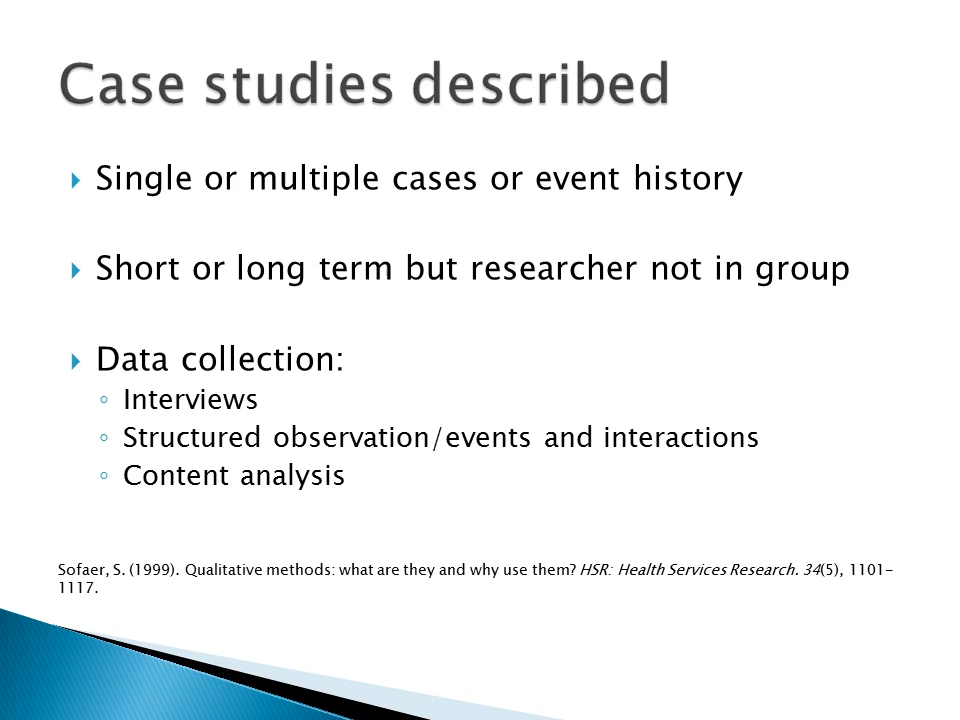 Case studies described
Single or multiple cases or event history
Short or long term but researcher not in group
Data collection:
Interviews
Structured observation/events and interactions
Content analysis
Sofaer, S. (1999). Qualitative methods: what are they and why use them? HSR: Health Services Research. 34(5), 1101-
1117.